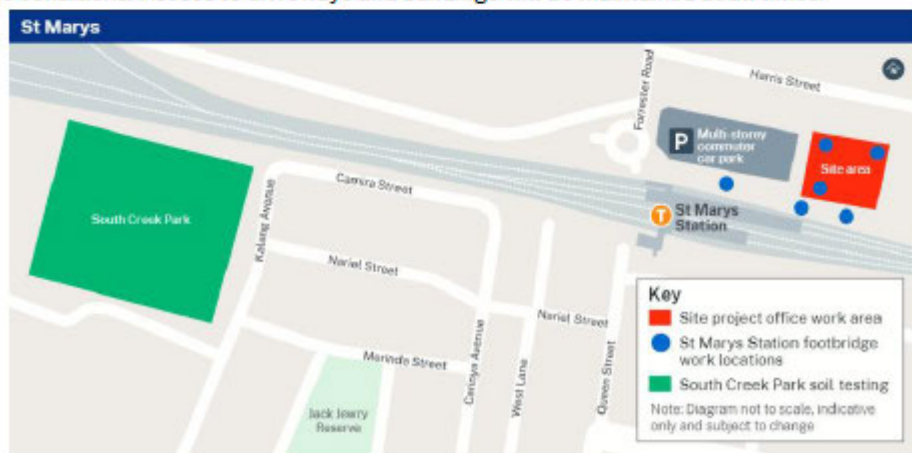 St Marys
Harris Street
Forrester Road
P
Multi-storey
commuter
car park
Site area
Camira Street
South Creek Park
Kalang Avenue
T
St Marys
Station
Nariel Street
Nariel Street
Carinya Avenue
West Lane
Queen Street
Jack Jewry
Reserve
Key
Site project office work area
St Marys Station footbridge
work locations
South Creek Park soil testing
Note: Diagram not to scale, indicative
only and subject to change